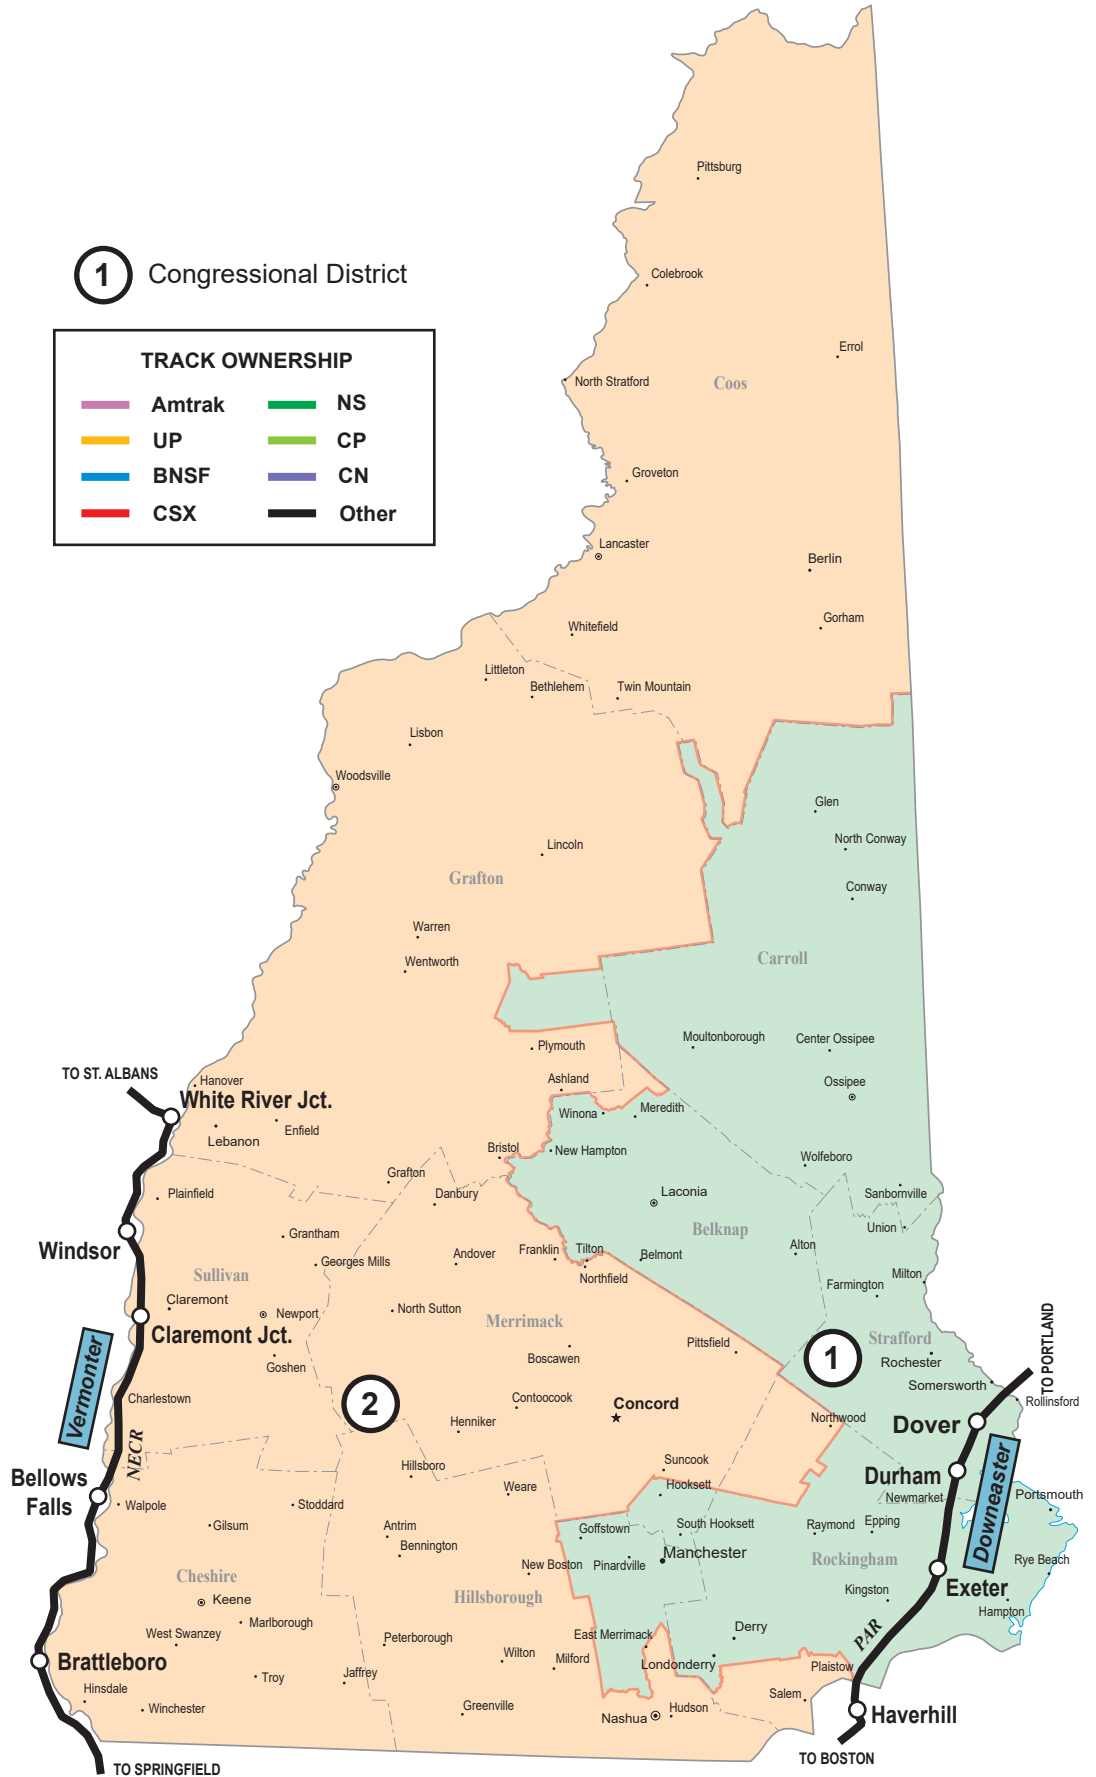 Pittsburg
1
Congressional District
Colebrook
TRACK OWNERSHIP
Amtrak
NS
UP
CP
BNSF
CN
CSX
Other
Errol
North Stratford
Coos
Groveton
Lancaster
Berlin
Whitefield
Gorham
Littleton
Bethlehem
Twin Mountain
Lisbon
Woodsville
Glen
Lincoln
North Conway
Grafton
Conway
Warren
Wentworth
Carroll
Plymouth
Moultonborough
Center Ossipee
TO ST. ALBANS
Hanover
Ashland
Ossipee
White River Jct.
Winona
Meredith
Lebanon
Enfield
Bristol
New Hampton
Wolfeboro
Grafton
Plainfield
Danbury
Laconia
Sanbornville
Windsor
Grantham
Belknap
Union
Georges Mills
Andover
Franklin
Tilton
Belmont
Alton
Sullivan
Northfield
Farmington
Milton
Claremont
Newport
North Sutton
Merrimack
Claremont Jct.
Pittsfield
Strafford
1
TO PORTLAND
Goshen
Boscawen
Rochester
Vermonter
Somersworth
Charlestown
2
Contoocook
Concord
Rollinsford
Henniker
Northwood
Dover
NECR
Bellows
Falls
Hillsboro
Suncook
Durham
Walpole
Stoddard
Weare
Hooksett
Newmarket
Portsmouth
Downeaster
Gilsum
Antrim
Goffstown
South Hooksett
Raymond
Epping
Bennington
New Boston
Pinardville
Manchester
Rockingham
Rye Beach
Cheshire
Keene
Hillsborough
Kingston
Exeter
Hampton
Marlborough
West Swanzey
Peterborough
East Merrimack
Derry
PAR
Brattleboro
Wilton
Milford
Londonderry
Plaistow
Hinsdale
Troy
Jaffrey
Salem
Winchester
Greenville
Nashua
Hudson
Haverhill
TO BOSTON
TO SPRINGFIELD